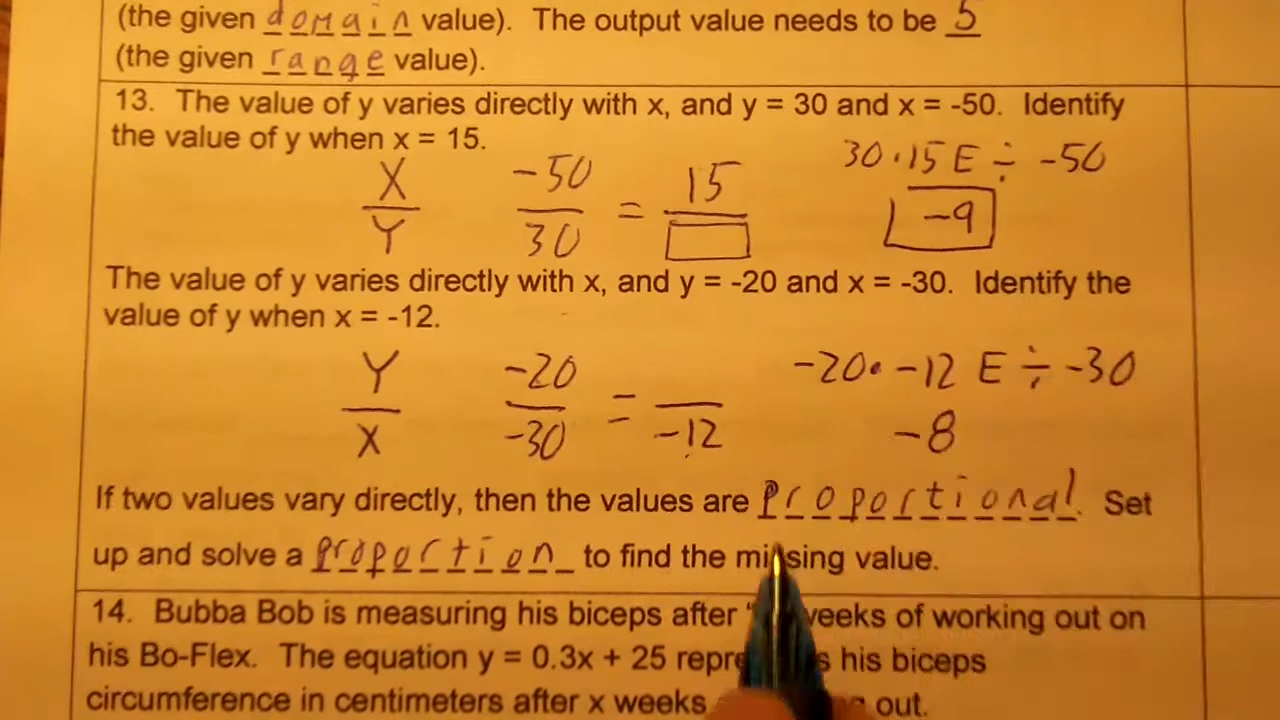 (the given domain value). The output value needs to be 5
(the given range value).
13. The value of y varies directly with x, and y = 30 and x = -50. Identify
the value of y when x = 15.
X -50 15 30·15 E ÷ -50
Y 30 = -9
The value of y varies directly with x, and y = -20 and x = -30. Identify the
value of y when x = -12.
Y -20 = -20·-12 E ÷ -30
X -30 -12 -8
If two values vary directly, then the values are proportional. Set
up and solve a proportion to find the missing value.
14. Bubba Bob is measuring his biceps after weeks of working out on
his Bo-Flex. The equation y = 0.3x + 25 his biceps
circumference in centimeters after x weeks out.